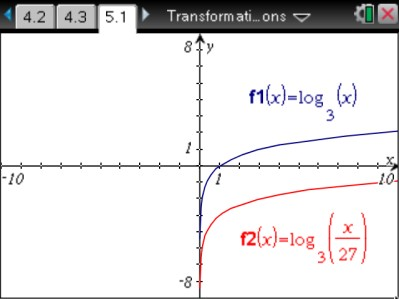 4.2 4.3 5.1 Transformati...ons
8 y
f1(x)=log₃(x)
1
x
-10 1 10
f2(x)=log₃(x/27)
-8